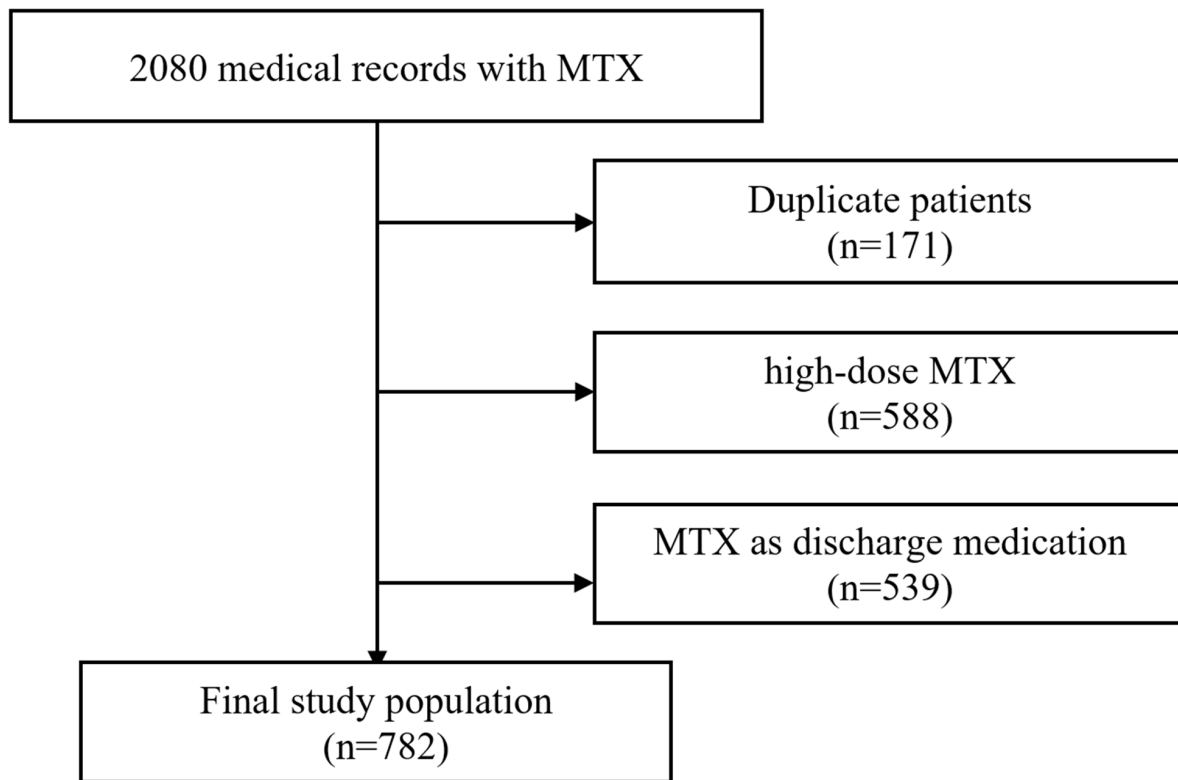 2080 medical records with MTX
Duplicate patients
(n=171)
high-dose MTX
(n=588)
MTX as discharge medication
(n=539)
Final study population
(n=782)